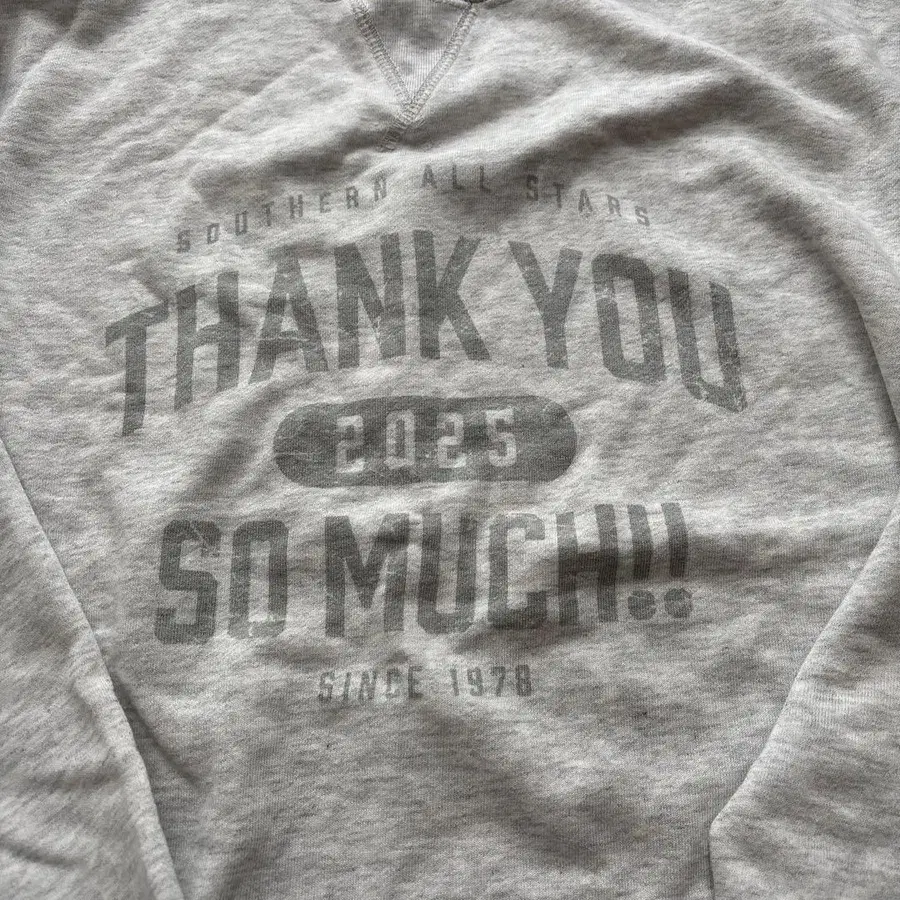 SOUTHERN ALL STARS
THANK YOU
2025
SO MUCH!!
SINCE 1978